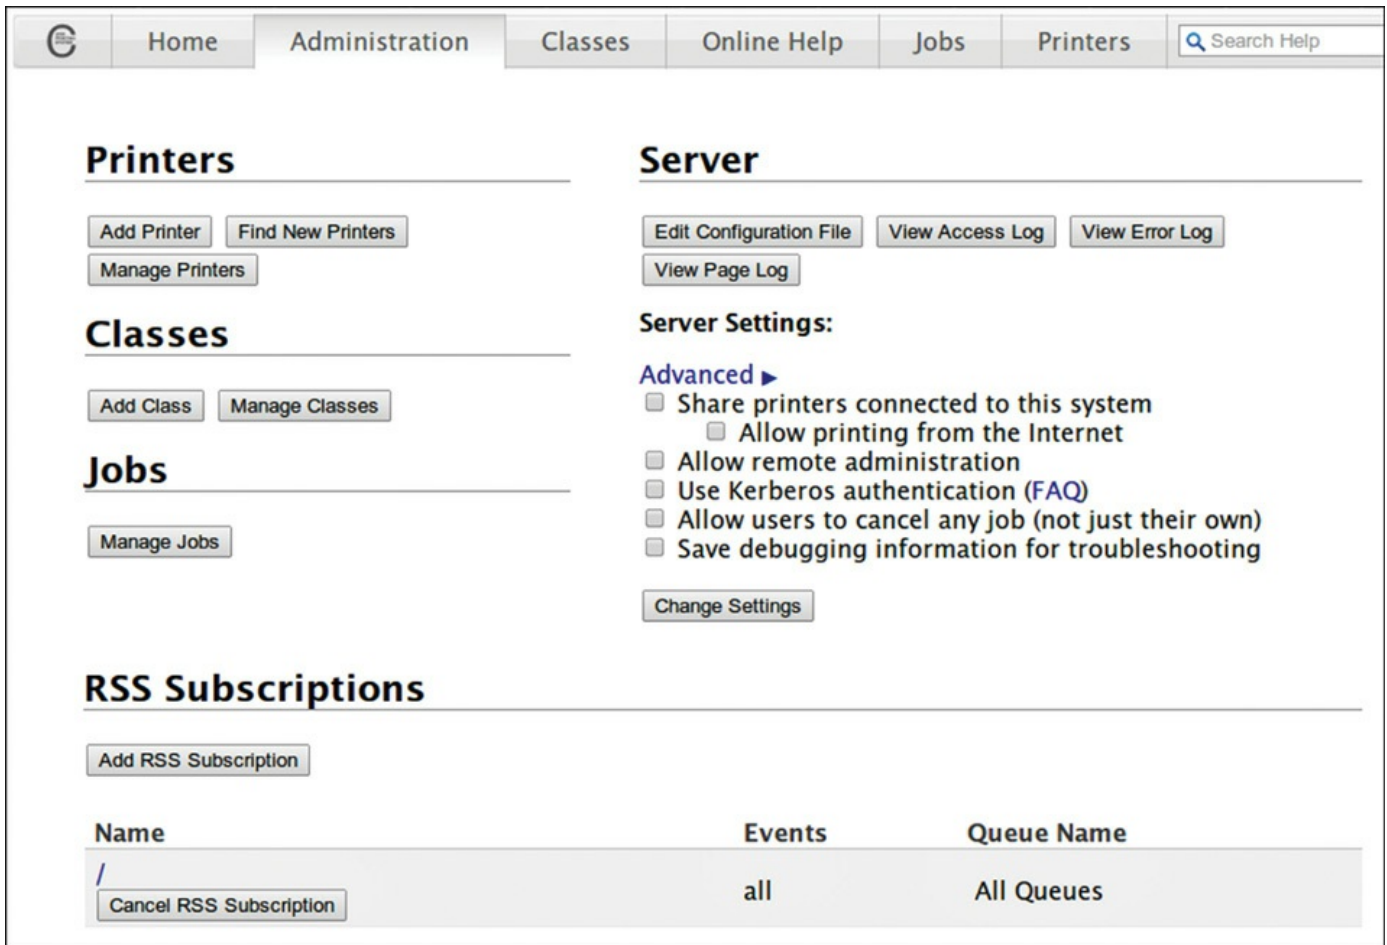 Home Administration Classes Online Help Jobs Printers Search Help
Printers
Add Printer Find New Printers
Manage Printers
Classes
Add Class Manage Classes
Jobs
Manage Jobs
Server
Edit Configuration File View Access Log View Error Log
View Page Log
Server Settings:
Advanced ▶
Share printers connected to this system
Allow printing from the Internet
Allow remote administration
Use Kerberos authentication (FAQ)
Allow users to cancel any job (not just their own)
Save debugging information for troubleshooting
Change Settings
RSS Subscriptions
Add RSS Subscription
Name Events Queue Name
/
Cancel RSS Subscription all All Queues